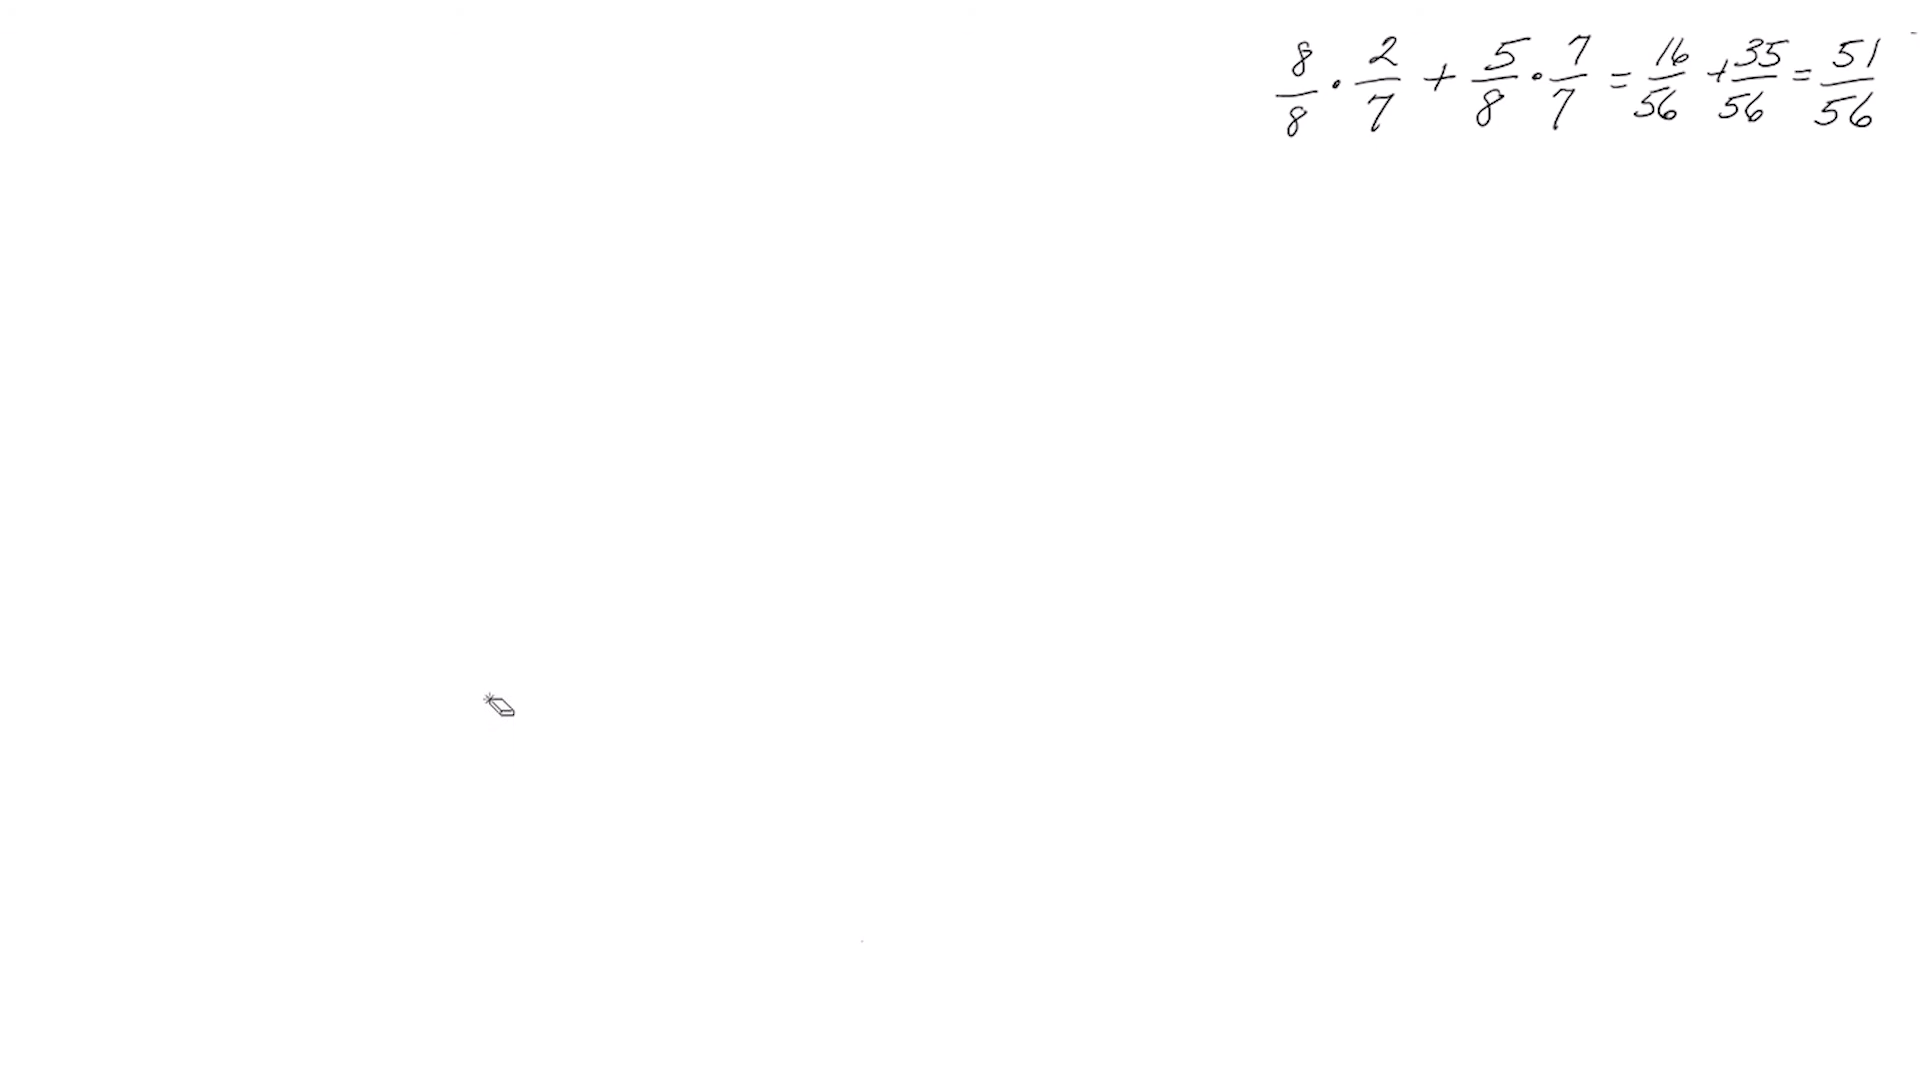 8/8 · 2/7 + 5/8 · 7/7 = 16/56 + 35/56 = 51/56